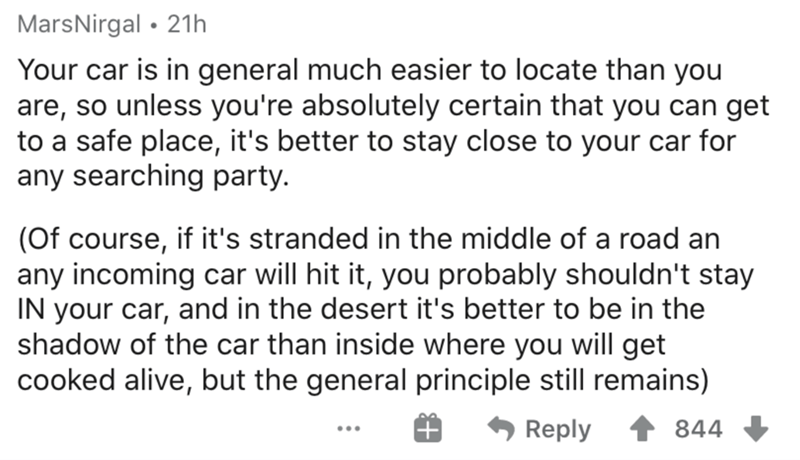 MarsNirgal • 21h
Your car is in general much easier to locate than you
are, so unless you're absolutely certain that you can get
to a safe place, it's better to stay close to your car for
any searching party.
(Of course, if it's stranded in the middle of a road an
any incoming car will hit it, you probably shouldn't stay
IN your car, and in the desert it's better to be in the
shadow of the car than inside where you will get
cooked alive, but the general principle still remains)
... Reply 844